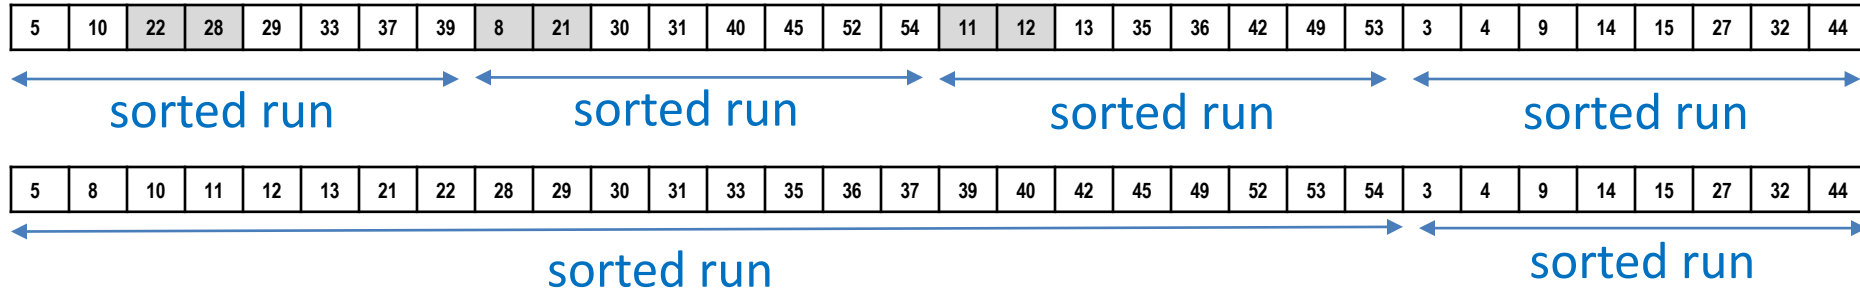 5 10 22 28 29 33 37 39 8 21 30 31 40 45 52 54 11 12 13 35 36 42 49 53 3 4 9 14 15 27 32 44
sorted run sorted run sorted run sorted run
5 8 10 11 12 13 21 22 28 29 30 31 33 35 36 37 39 40 42 45 49 52 53 54 3 4 9 14 15 27 32 44
sorted run sorted run